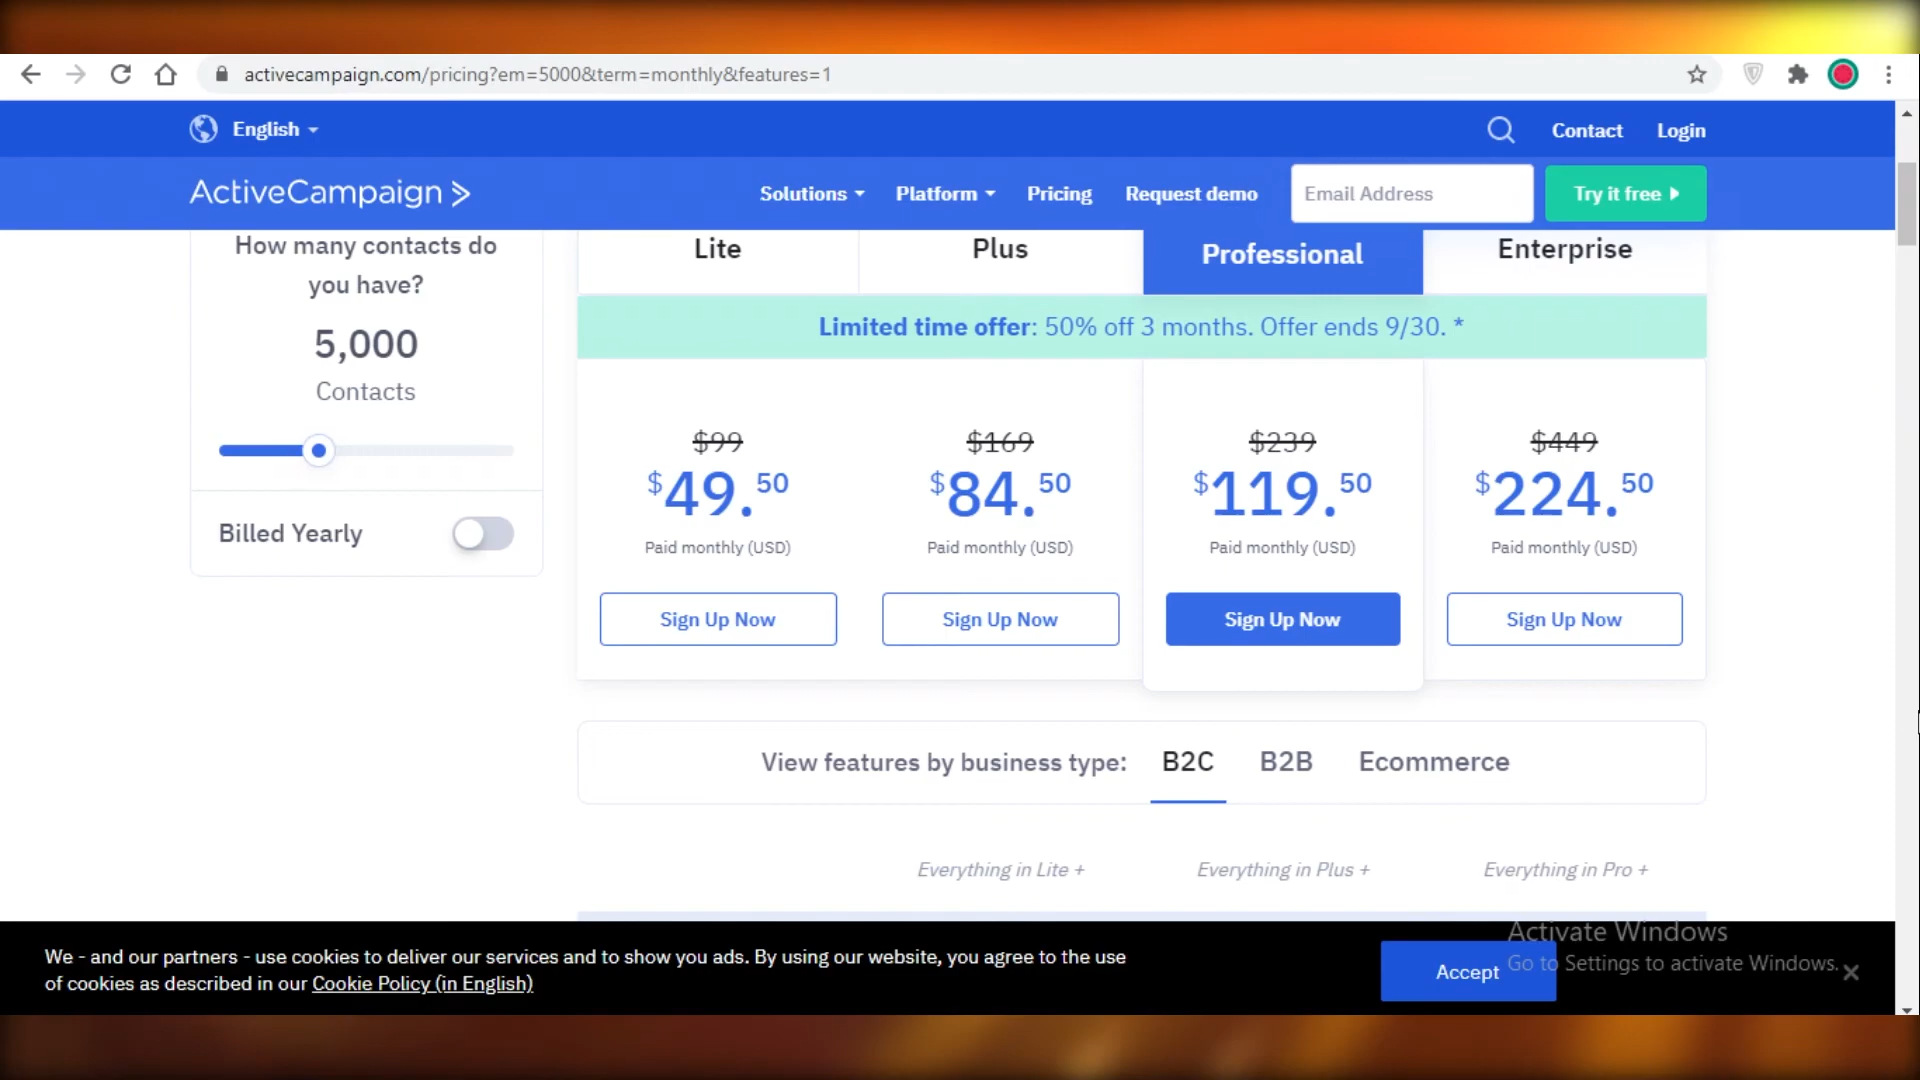 activecampaign.com/pricing?em=5000&term=monthly&features=1
English
Contact
Login
ActiveCampaign >
Solutions
Platform
Pricing
Request demo
Email Address
Try it free
How many contacts do
you have?
5,000
Contacts
Billed Yearly
Lite
Plus
Professional
Enterprise
Limited time offer: 50% off 3 months. Offer ends 9/30. *
$99
$169
$239
$449
$49.50
$84.50
$119.50
$224.50
Paid monthly (USD)
Paid monthly (USD)
Paid monthly (USD)
Paid monthly (USD)
Sign Up Now
Sign Up Now
Sign Up Now
Sign Up Now
View features by business type:
B2C
B2B
Ecommerce
Everything in Lite +
Everything in Plus +
Everything in Pro +
We - and our partners - use cookies to deliver our services and to show you ads. By using our website, you agree to the use
of cookies as described in our Cookie Policy (in English)
Accept
Activate Windows
Go to Settings to activate Windows.